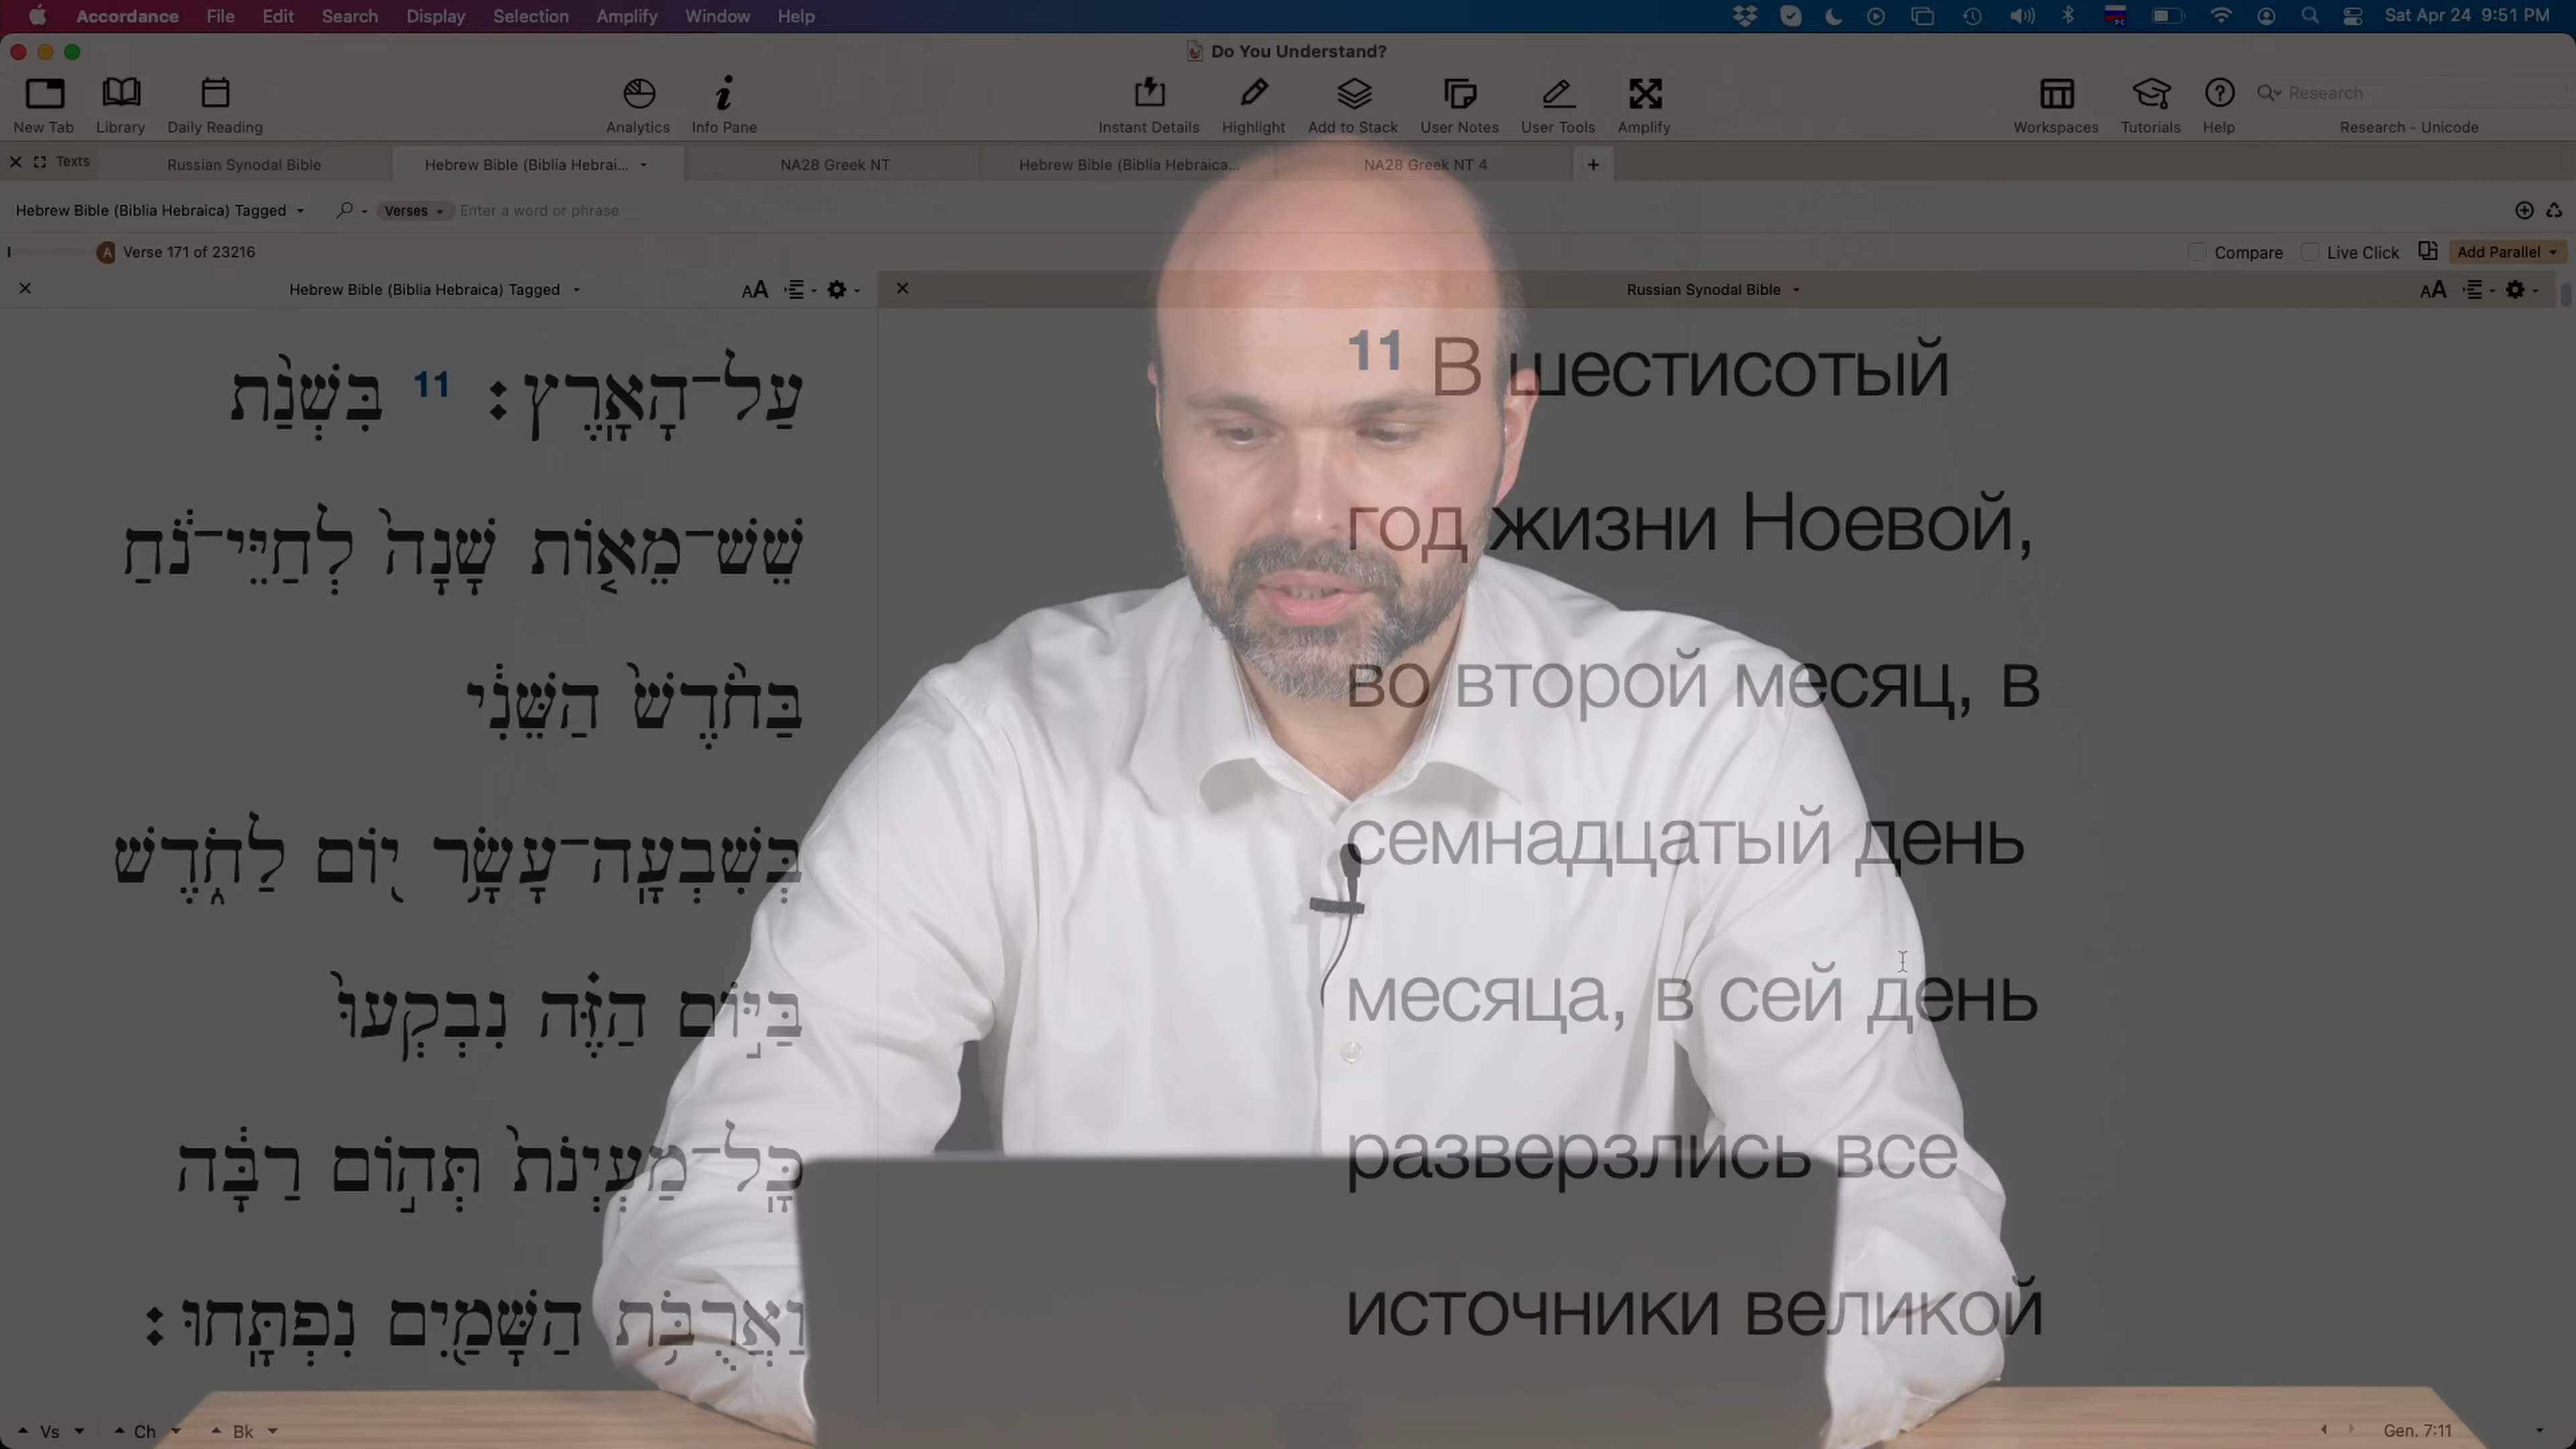 Accordance File Edit Search Display Selection Amplify Window Help Sat Apr 24 9:51 PM
Do You Understand?
New Tab Library Daily Reading Analytics Info Pane Instant Details Highlight Add to Stack User Notes User Tools Amplify Workspaces Tutorials Help Research
Research - Unicode
Texts Russian Synodal Bible Hebrew Bible (Biblia Hebrai... NA28 Greek NT Hebrew Bible (Biblia Hebraica... NA28 Greek NT 4 +
Hebrew Bible (Biblia Hebraica) Tagged Verses Enter a word or phrase
A Verse 171 of 23216 Compare Live Click Add Parallel
Hebrew Bible (Biblia Hebraica) Tagged AA
עַל־הָאָֽרֶץ׃ 11 בִּשְׁנַ֨ת
שֵׁשׁ־מֵא֤וֹת שָׁנָה֙ לְחַיֵּי־נֹ֔חַ
בַּחֹ֙דֶשׁ֙ הַשֵּׁנִ֔י
בְּשִׁבְעָֽה־עָשָׂ֥ר י֖וֹם לַחֹ֑דֶשׁ
בַּיּ֣וֹם הַזֶּ֗ה נִבְקְעוּ֙
כָּֽל־מַעְיְנֹת֙ תְּה֣וֹם רַבָּ֔ה
וַאֲרֻבֹּ֥ת הַשָּׁמַ֖יִם נִפְתָּֽחוּ׃
Russian Synodal Bible AA
11 В шестисотый
год жизни Ноевой,
во второй месяц, в
семнадцатый день
месяца, в сей день
разверзлись все
источники великой
Vs Ch Bk Gen. 7:11